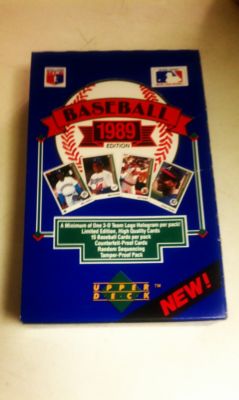 BASEBALL
1989
EDITION
A Minimum of One 3-D Team Logo Hologram per pack!
Limited Edition, High Quality Cards
15 Baseball Cards per pack
Counterfeit-Proof Cards
Random Sequencing
Tamper-Proof Pack
UPPER
DECK
TM
NEW!